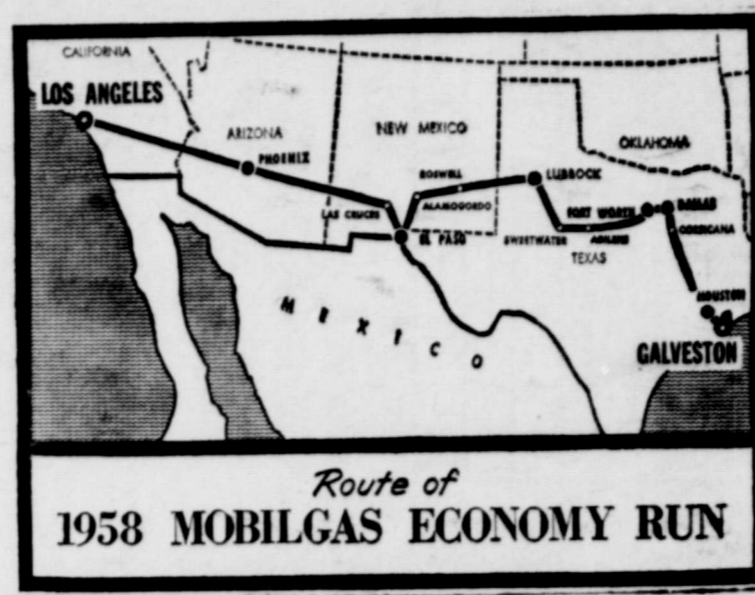 CALIFORNIA
LOS ANGELES
ARIZONA
NEW MEXICO
OKLAHOMA
PHOENIX
ROSWELL
LUBBOCK
LAS CRUCES
ALAMOGORDO
FORT WORTH
DALLAS
EL PASO
SWEETWATER
ABILENE
CORSICANA
TEXAS
HOUSTON
MEXICO
GALVESTON
Route of
1958 MOBILGAS ECONOMY RUN